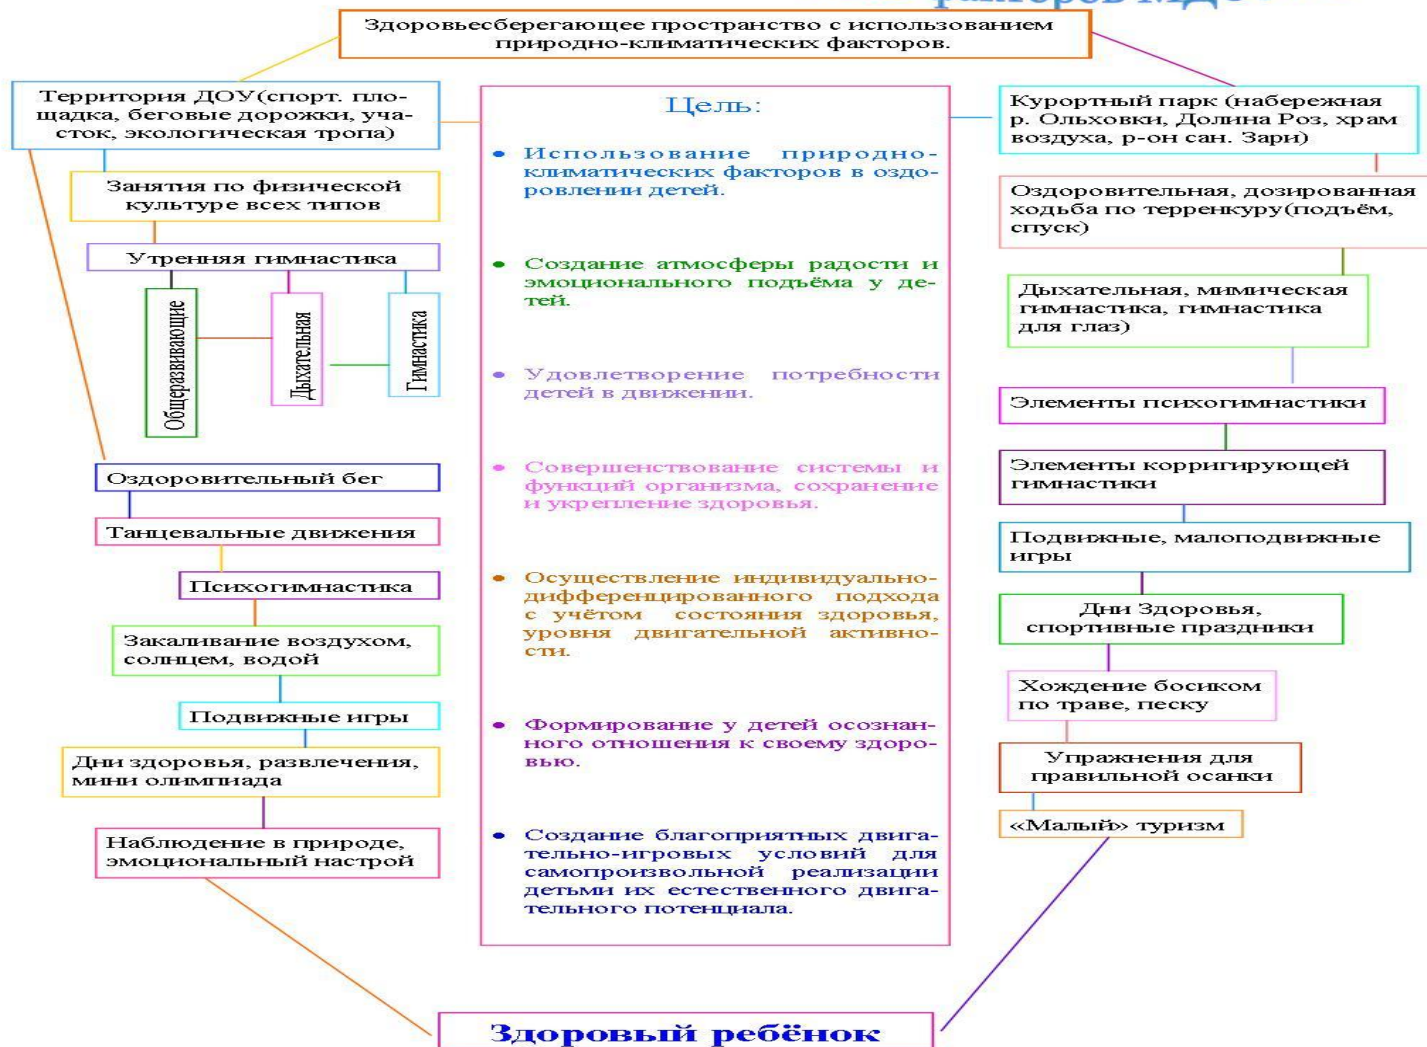 факторов МДОУ
Здоровьесберегающее пространство с использованием
природно-климатических факторов.
Территория ДОУ(спорт. пло-
щадка, беговые дорожки, уча-
сток, экологическая тропа)
Занятия по физической
культуре всех типов
Утренняя гимнастика
Общеразвивающие
Дыхательная
Гимнастика
Оздоровительный бег
Танцевальные движения
Психогимнастика
Закаливание воздухом,
солнцем, водой
Подвижные игры
Дни здоровья, развлечения,
мини олимпиада
Наблюдение в природе,
эмоциональный настрой
Цель:
• Использование природно-
климатических факторов в оздо-
ровлении детей.
• Создание атмосферы радости и
эмоционального подъёма у де-
тей.
• Удовлетворение потребности
детей в движении.
• Совершенствование системы и
функций организма, сохранение
и укрепление здоровья.
• Осуществление индивидуально-
дифференцированного подхода
с учётом состояния здоровья,
уровня двигательной активно-
сти.
• Формирование у детей осознан-
ного отношения к своему здоро-
вью.
• Создание благоприятных двига-
тельно-игровых условий для
самопроизвольной реализации
детьми их естественного двига-
тельного потенциала.
Курортный парк (набережная
р. Ольховки, Долина Роз, храм
воздуха, р-он сан. Зари)
Оздоровительная, дозированная
ходьба по терренкуру(подъём,
спуск)
Дыхательная, мимическая
гимнастика, гимнастика
для глаз)
Элементы психогимнастики
Элементы корригирующей
гимнастики
Подвижные, малоподвижные
игры
Дни Здоровья,
спортивные праздники
Хождение босиком
по траве, песку
Упражнения для
правильной осанки
«Малый» туризм
Здоровый ребёнок